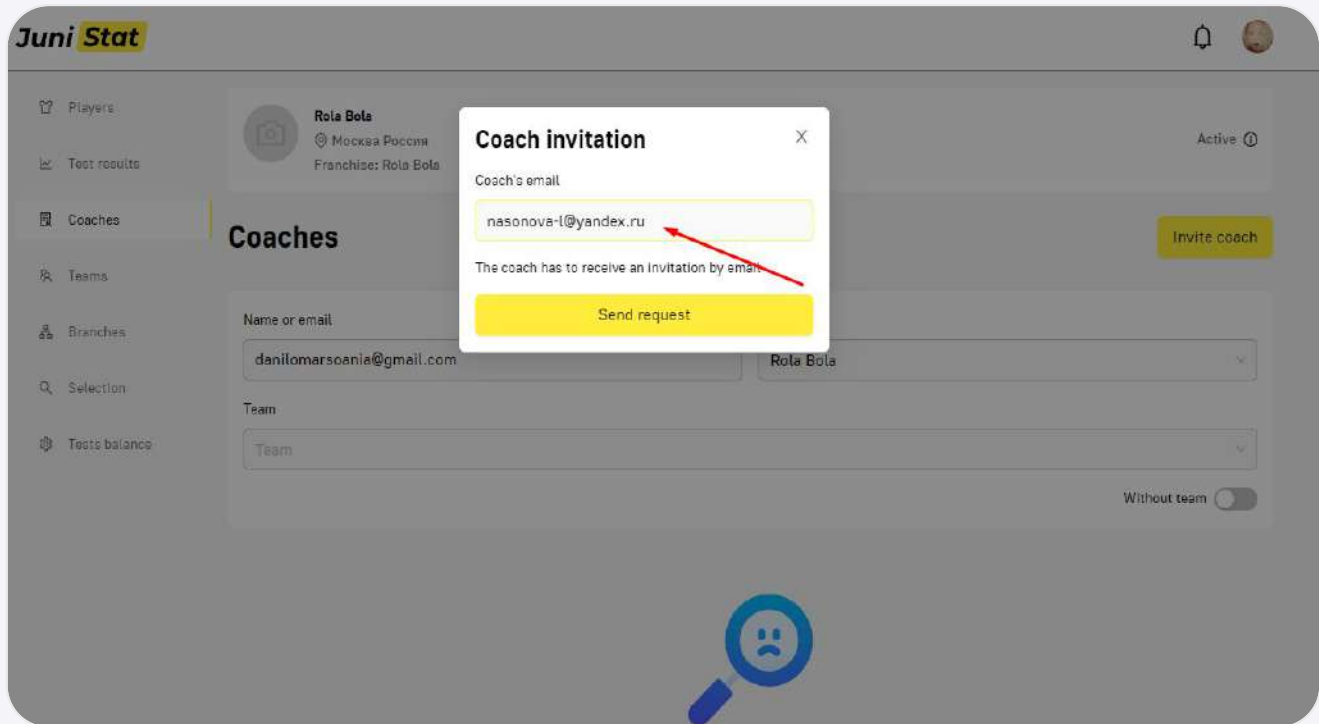 Juni Stat
Players
Test results
Coaches
Teams
Branches
Selection
Tests balance
Rola Bola
Москва Россия
Franchise: Rola Bola
Active
Coaches
Invite coach
Coach invitation
X
Coach's email
nasonova-l@yandex.ru
The coach has to receive an invitation by email
Send request
Name or email
danilomarsoania@gmail.com
Rola Bola
Team
Team
Without team